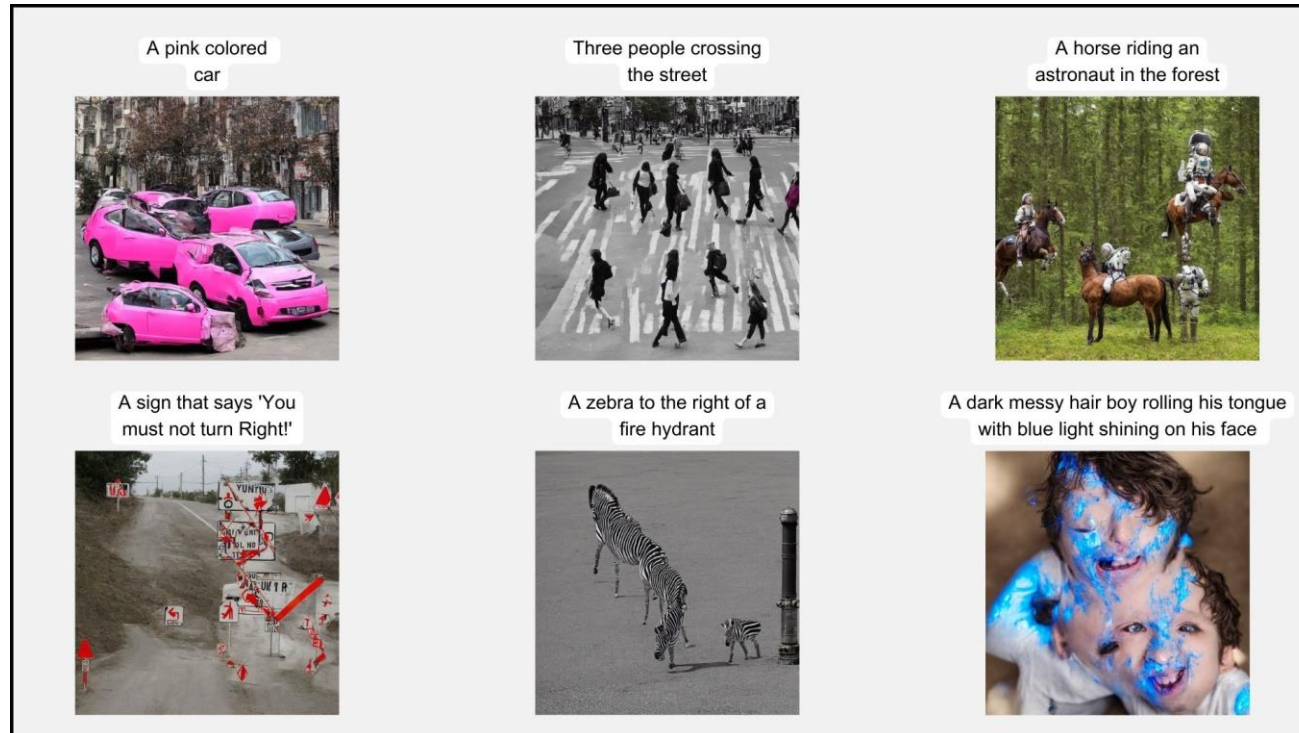 A pink colored
car
Three people crossing
the street
A horse riding an
astronaut in the forest
A sign that says 'You
must not turn Right!'
A zebra to the right of a
fire hydrant
A dark messy hair boy rolling his tongue
with blue light shining on his face